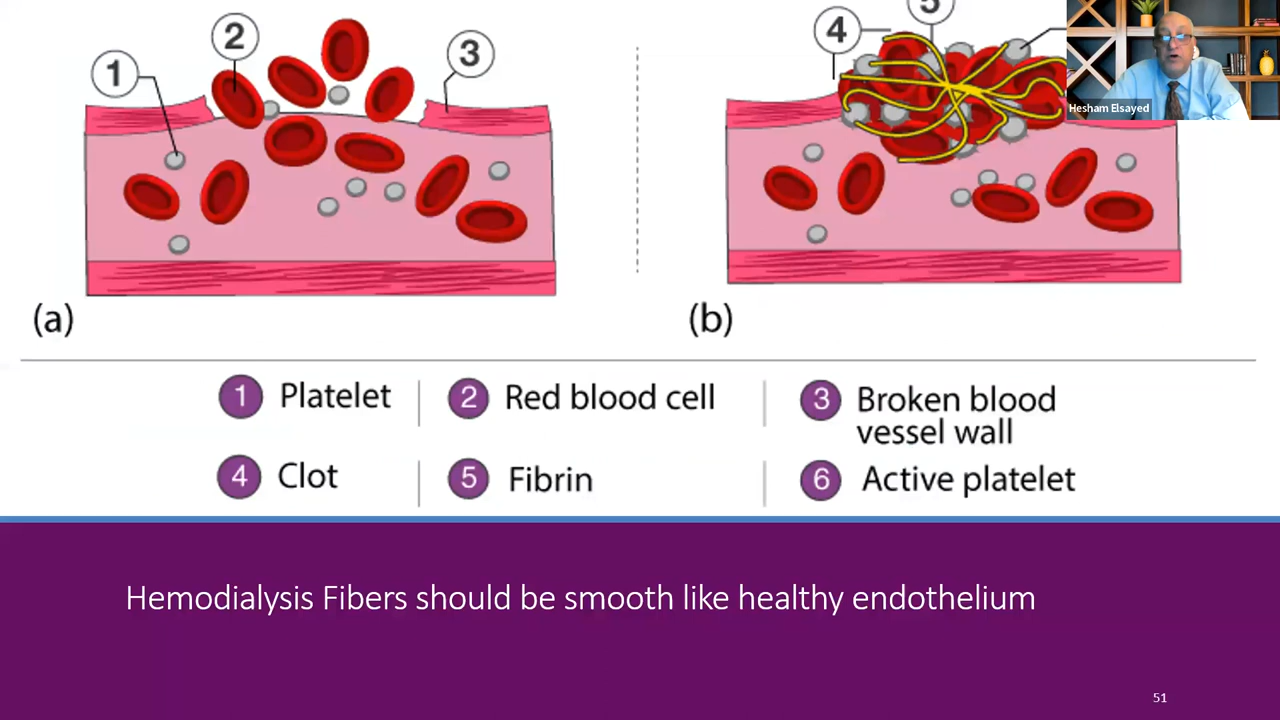 1
2
3
4
5
Hesham Elsayed
(a)
(b)
1 Platelet
2 Red blood cell
3 Broken blood
vessel wall
4 Clot
5 Fibrin
6 Active platelet
Hemodialysis Fibers should be smooth like healthy endothelium
51